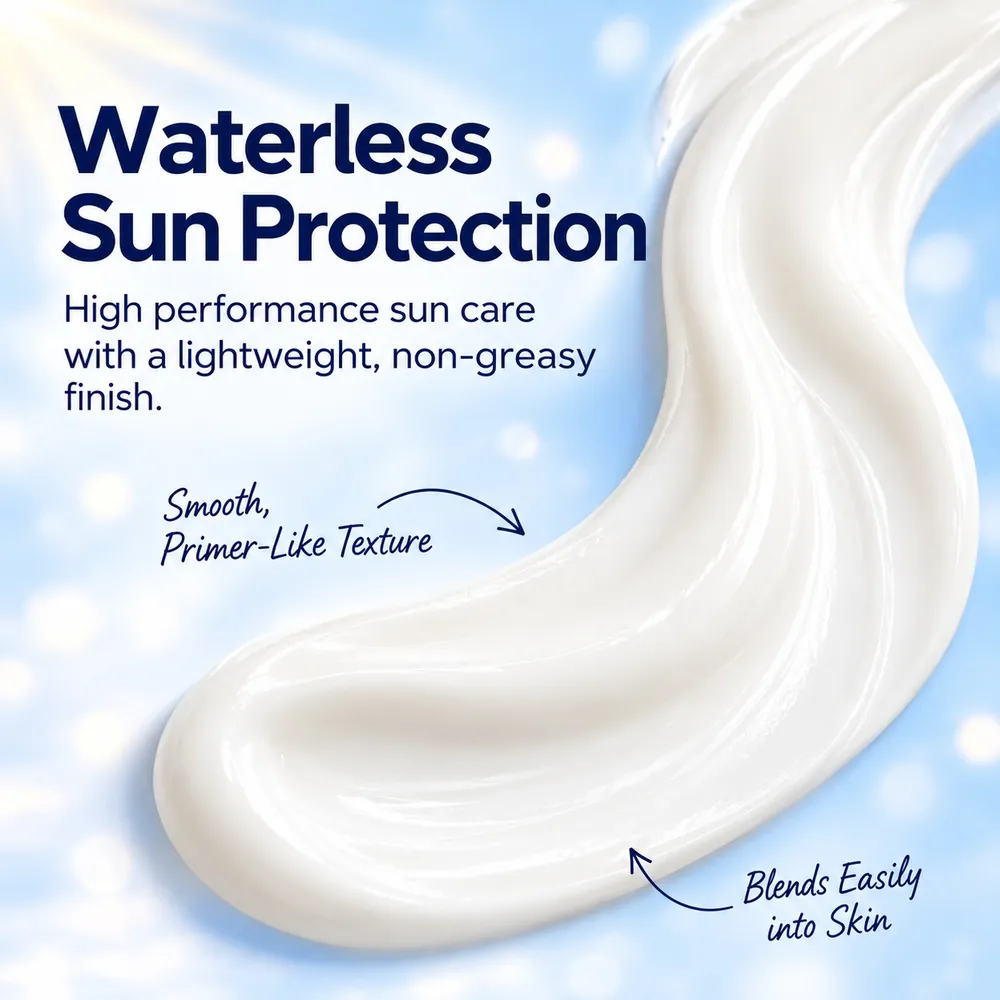 Waterless
Sun Protection
High performance sun care
with a lightweight, non-greasy
finish.
Smooth,
Primer-Like Texture
Blends Easily
into Skin